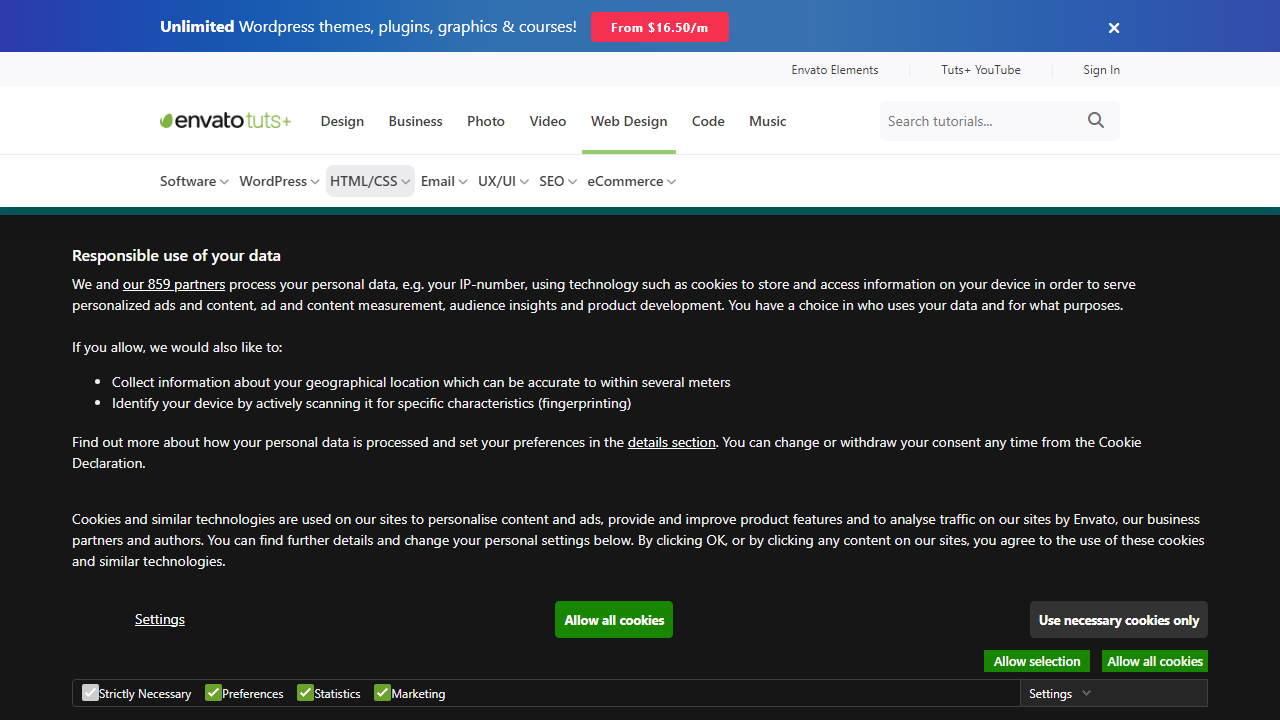 Unlimited Wordpress themes, plugins, graphics & courses! From $16.50/m ×
Envato Elements Tuts+ YouTube Sign In
envato tuts+ Design Business Photo Video Web Design Code Music Search tutorials...
Software WordPress HTML/CSS Email UX/UI SEO eCommerce
Responsible use of your data
We and our 859 partners process your personal data, e.g. your IP-number, using technology such as cookies to store and access information on your device in order to serve
personalized ads and content, ad and content measurement, audience insights and product development. You have a choice in who uses your data and for what purposes.
If you allow, we would also like to:
• Collect information about your geographical location which can be accurate to within several meters
• Identify your device by actively scanning it for specific characteristics (fingerprinting)
Find out more about how your personal data is processed and set your preferences in the details section. You can change or withdraw your consent any time from the Cookie
Declaration.
Cookies and similar technologies are used on our sites to personalise content and ads, provide and improve product features and to analyse traffic on our sites by Envato, our business
partners and authors. You can find further details and change your personal settings below. By clicking OK, or by clicking any content on our sites, you agree to the use of these cookies
and similar technologies.
Settings Allow all cookies Use necessary cookies only
Allow selection Allow all cookies
Strictly Necessary Preferences Statistics Marketing Settings